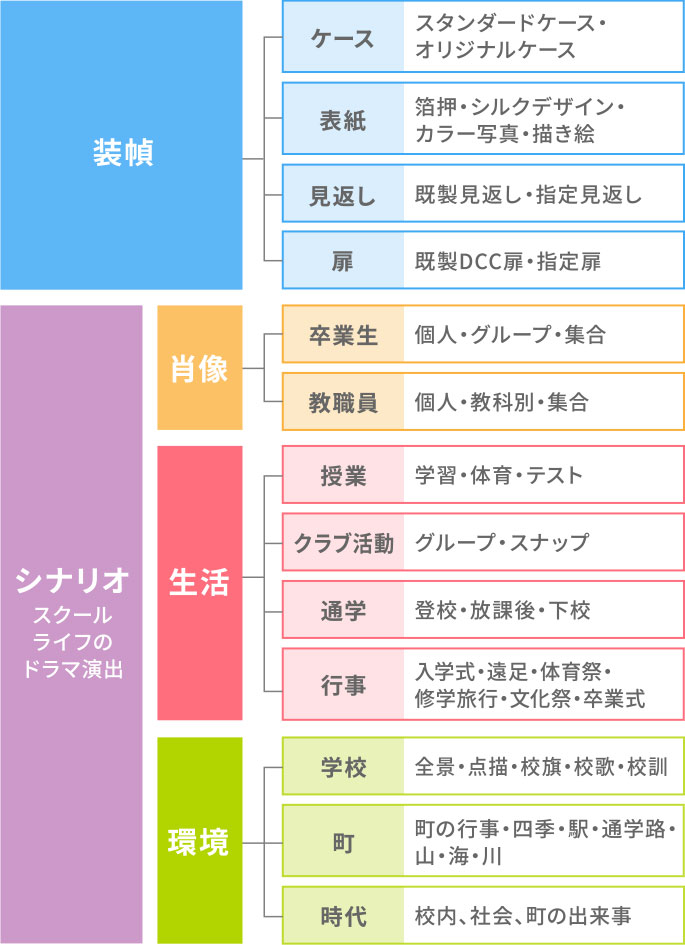 装幀
ケース
スタンダードケース・
オリジナルケース
表紙
箔押・シルクデザイン・
カラー写真・描き絵
見返し
既製見返し・指定見返し
扉
既製DCC扉・指定扉
シナリオ
スクール
ライフの
ドラマ演出
肖像
卒業生
個人・グループ・集合
教職員
個人・教科別・集合
生活
授業
学習・体育・テスト
クラブ活動
グループ・スナップ
通学
登校・放課後・下校
行事
入学式・遠足・体育祭・
修学旅行・文化祭・卒業式
環境
学校
全景・点描・校旗・校歌・校訓
町
町の行事・四季・駅・通学路・
山・海・川
時代
校内、社会、町の出来事